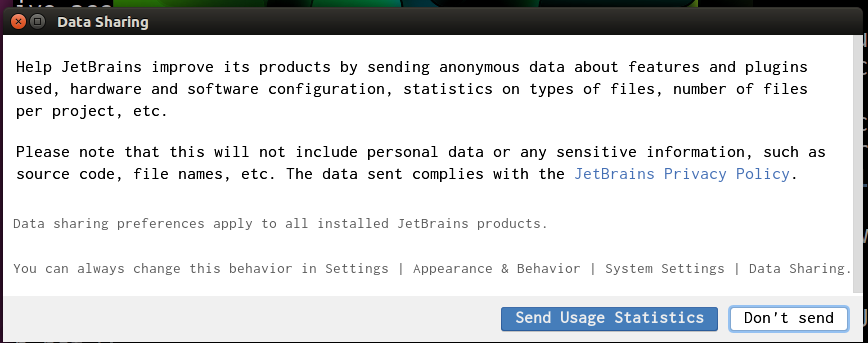 Data Sharing
Help JetBrains improve its products by sending anonymous data about features and plugins
used, hardware and software configuration, statistics on types of files, number of files
per project, etc.
Please note that this will not include personal data or any sensitive information, such as
source code, file names, etc. The data sent complies with the JetBrains Privacy Policy.
Data sharing preferences apply to all installed JetBrains products.
You can always change this behavior in Settings | Appearance & Behavior | System Settings | Data Sharing.
Send Usage Statistics
Don't send